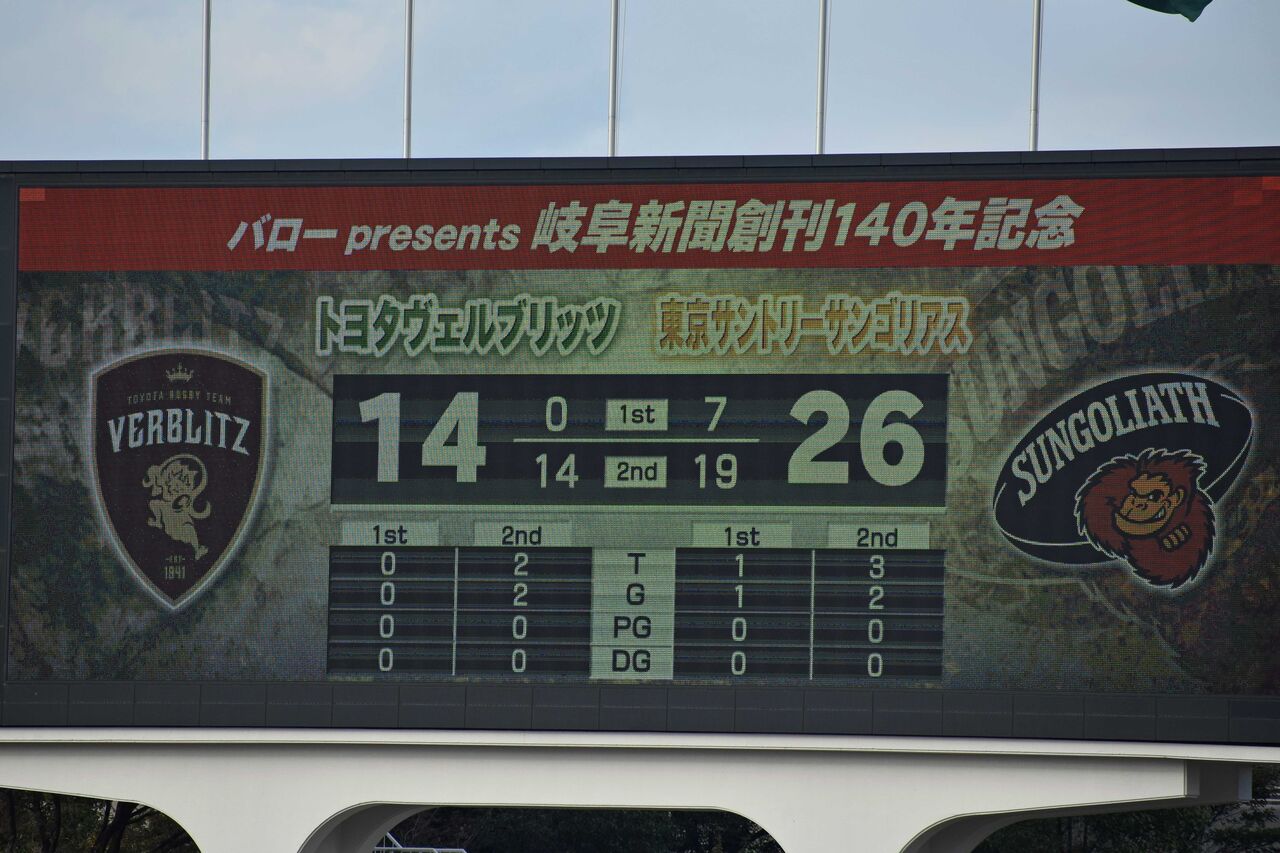 バロー presents 岐阜新聞創刊140年記念
トヨタヴェルブリッツ 東京サントリーサンゴリアス
TOYOTA RUGBY TEAM
VERBLITZ
1941
SUNGOLIATH
14 0 1st 7 26
14 2nd 19
1st 2nd 1st 2nd
0 2 T 1 3
0 2 G 1 2
0 0 PG 0 0
0 0 DG 0 0